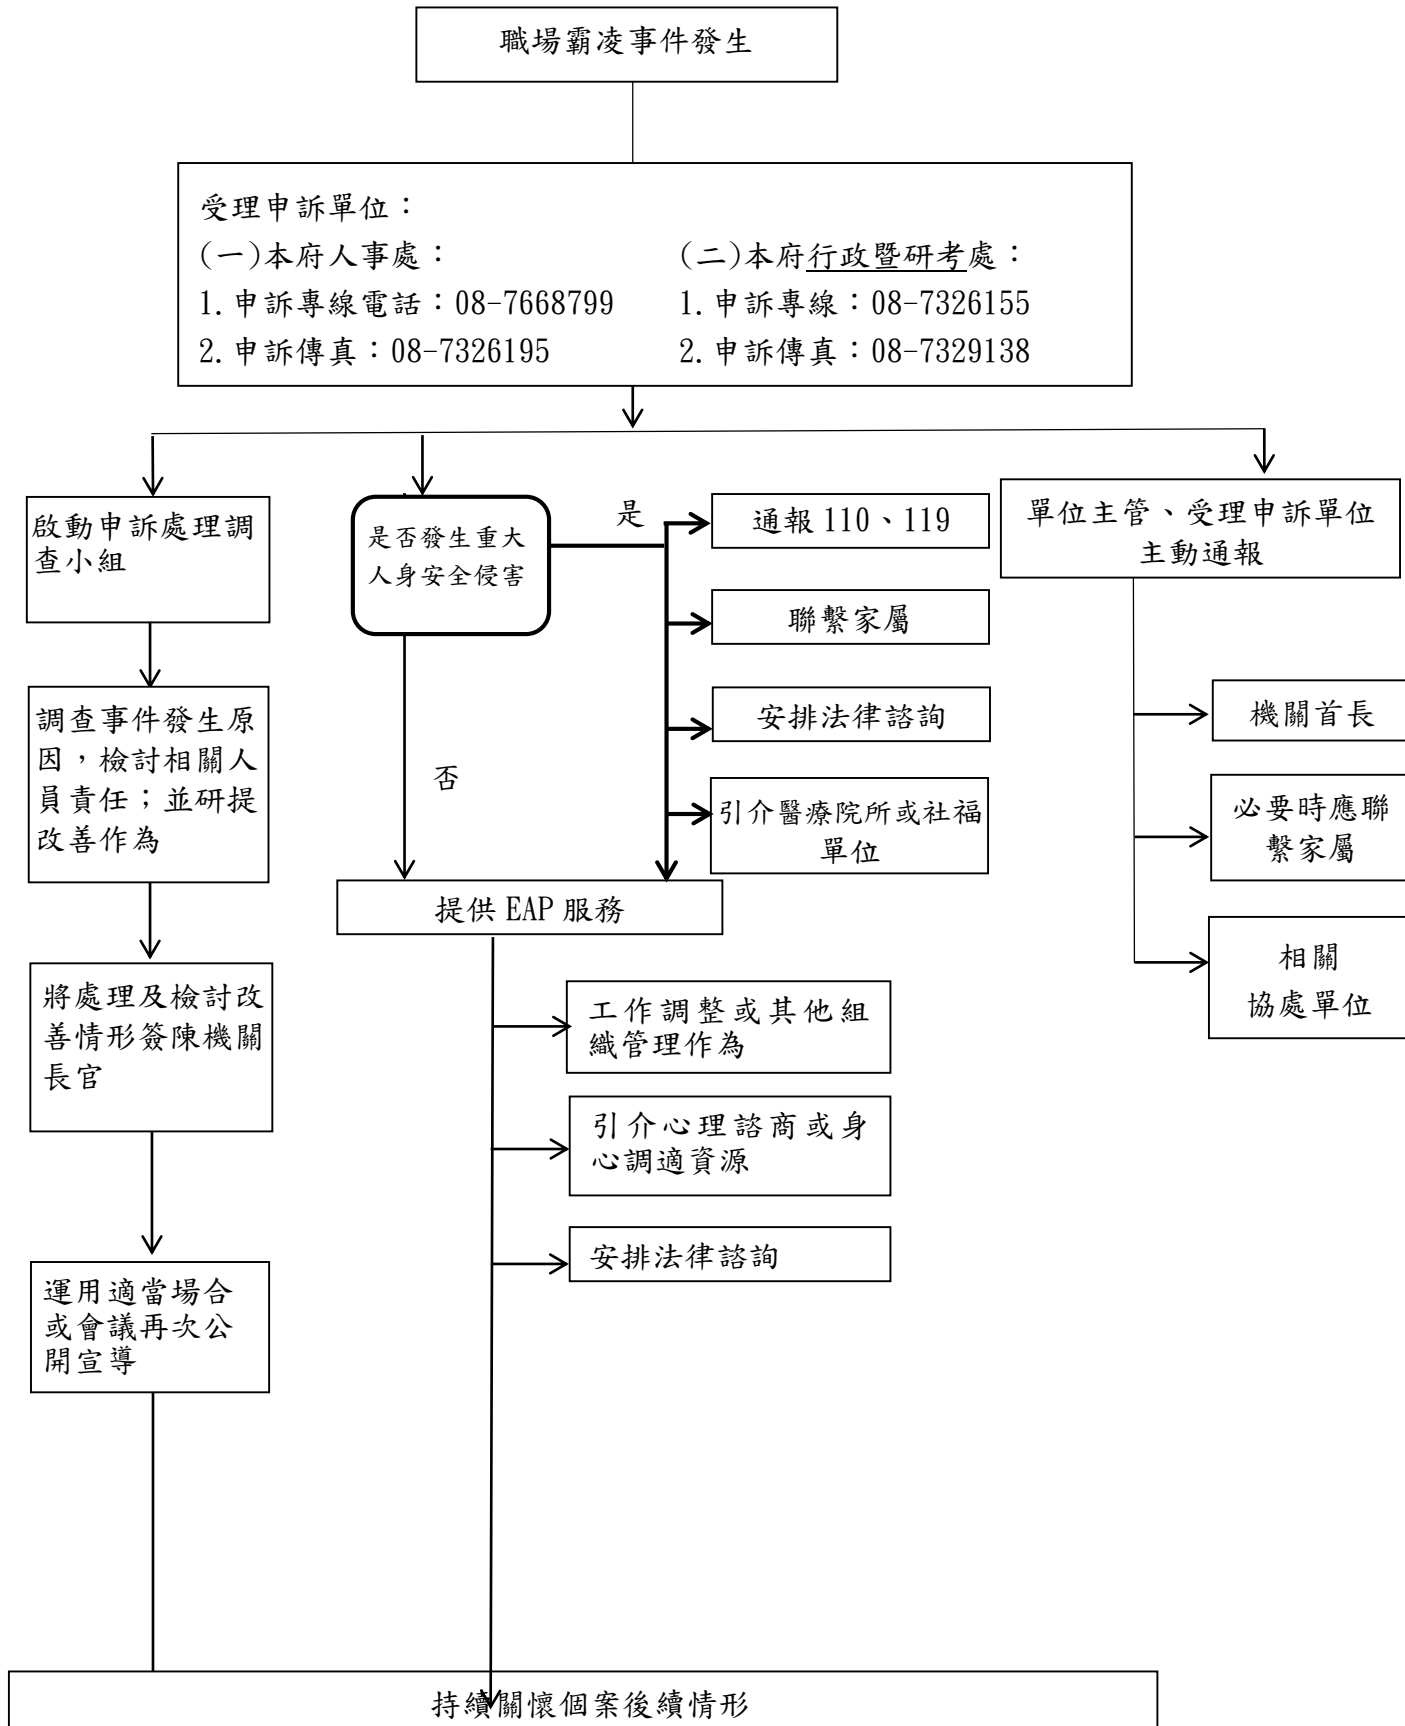 職場霸凌事件發生
受理申訴單位：
(一)本府人事處：
1.申訴專線電話：08-7668799
2.申訴傳真：08-7326195
(二)本府行政暨研考處：
1.申訴專線：08-7326155
2.申訴傳真：08-7329138
啟動申訴處理調
查小組
調查事件發生原
因，檢討相關人
員責任；並研提
改善作為
將處理及檢討改
善情形簽陳機關
長官
運用適當場合
或會議再次公
開宣導
是否發生重大
人身安全侵害
是
否
通報 110、119
聯繫家屬
安排法律諮詢
引介醫療院所或社福
單位
提供 EAP 服務
工作調整或其他組
織管理作為
引介心理諮商或身
心調適資源
安排法律諮詢
單位主管、受理申訴單位
主動通報
機關首長
必要時應聯
繫家屬
相關
協處單位
持續關懷個案後續情形